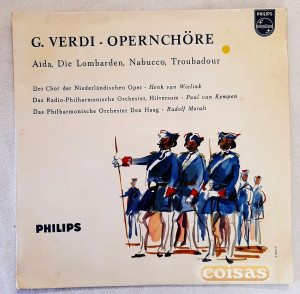 PHILIPS
G. VERDI - OPERNCHÖRE
Aida, Die Lombarden, Nabucco, Troubadour
Der Chor der Niederländischen Oper - Henk van Wielink
Das Radio-Philharmonische Orchester, Hilversum - Paul van Kempen
Das Philharmonische Orchester Den Haag - Rudolf Moralt
PHILIPS
coisas